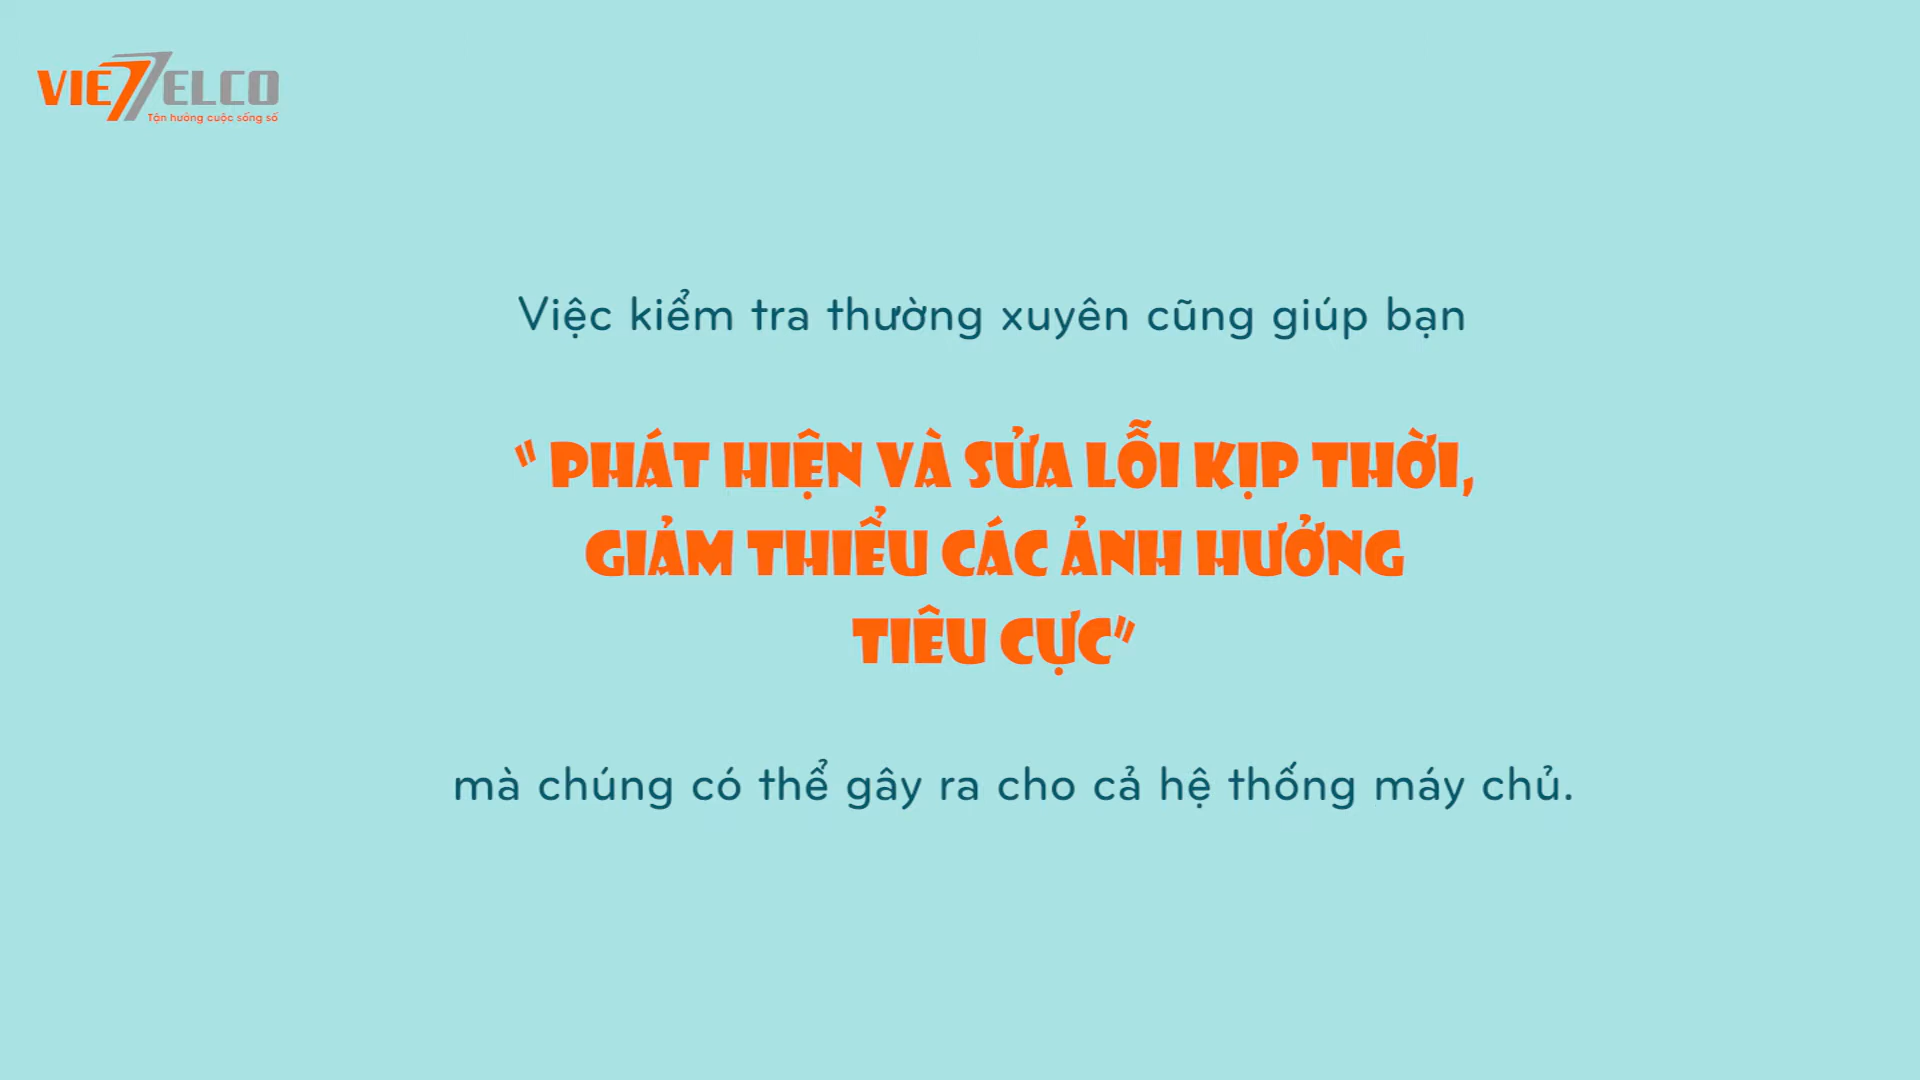 VIETTELCO
Tận hưởng cuộc sống số
Việc kiểm tra thường xuyên cũng giúp bạn
“ PHÁT HIỆN VÀ SỬA LỖI KỊP THỜI,
GIẢM THIỂU CÁC ẢNH HƯỞNG
TIÊU CỰC”
mà chúng có thể gây ra cho cả hệ thống máy chủ.